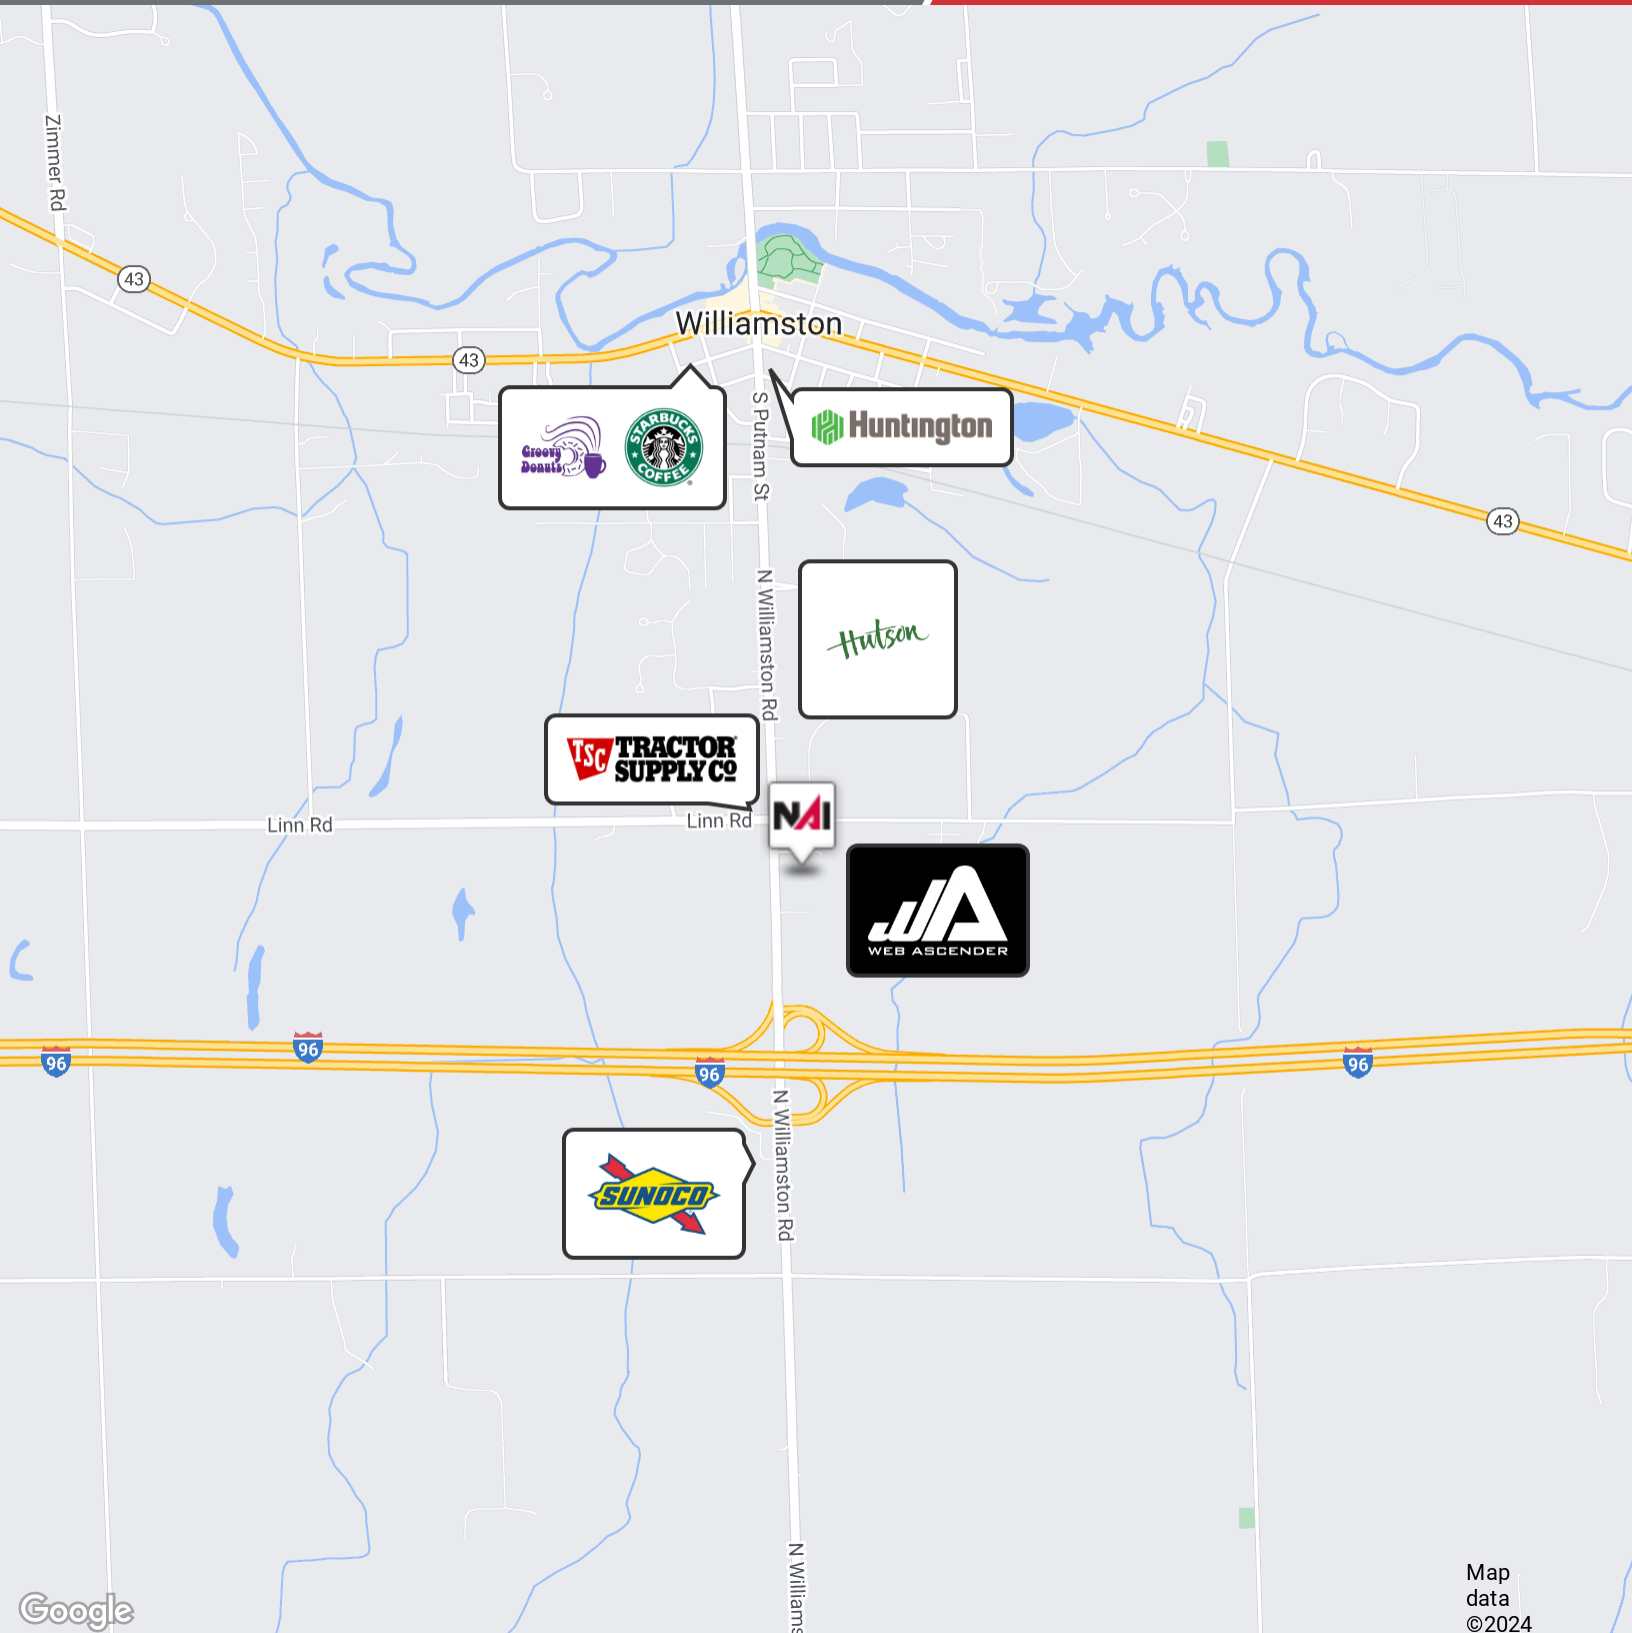 Zimmer Rd
43
Williamston
43
S Putnam St
Groovy
Donuts
STARBUCKS
COFFEE
®
Huntington
43
N Williamston Rd
Hutson
TSC
TRACTOR
SUPPLY CO
Linn Rd
Linn Rd
NAI
WEB ASCENDER
96
96
96
96
N Williamston Rd
SUNOCO
N Williams
Map
data
©2024
Google